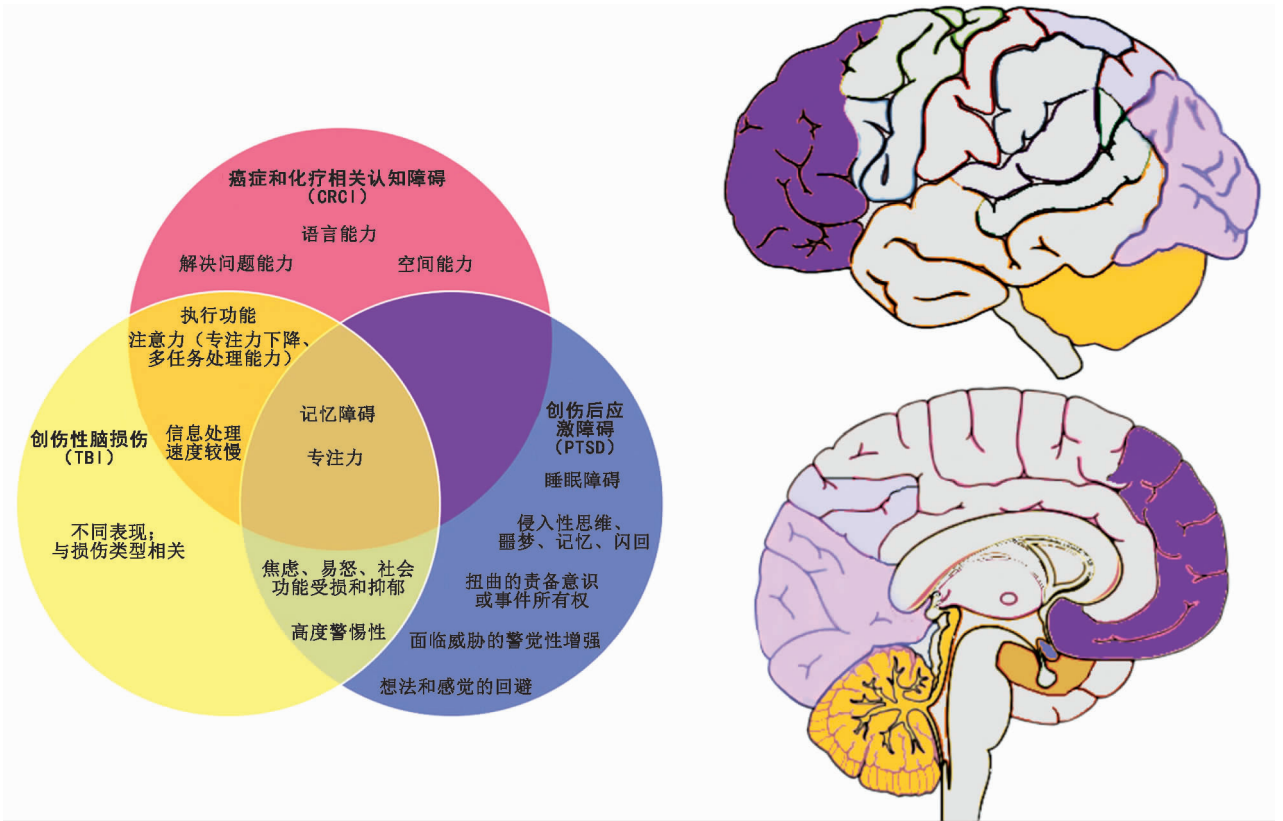 癌症和化疗相关认知障碍
（CRCI）
语言能力
解决问题能力
空间能力
执行功能
注意力（专注力下降、
多任务处理能力）
信息处理
速度较慢
记忆障碍
专注力
创伤性脑损伤
（TBI）
不同表现；
与损伤类型相关
创伤后应
激障碍
（PTSD）
睡眠障碍
侵入性思维、
噩梦、记忆、闪回
扭曲的责备意识
或事件所有权
面临威胁的警觉性增强
想法和感觉的回避
焦虑、易怒、社会
功能受损和抑郁
高度警惕性